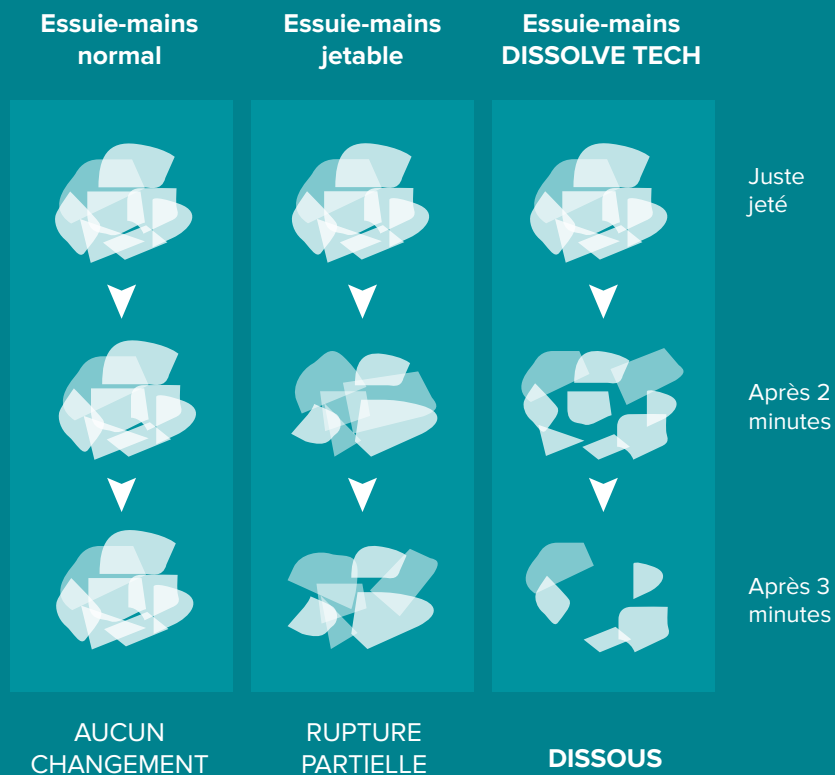 Essuie-mains
normal
Essuie-mains
jetable
Essuie-mains
DISSOLVE TECH
Juste
jeté
Après 2
minutes
Après 3
minutes
AUCUN
CHANGEMENT
RUPTURE
PARTIELLE
DISSOUS